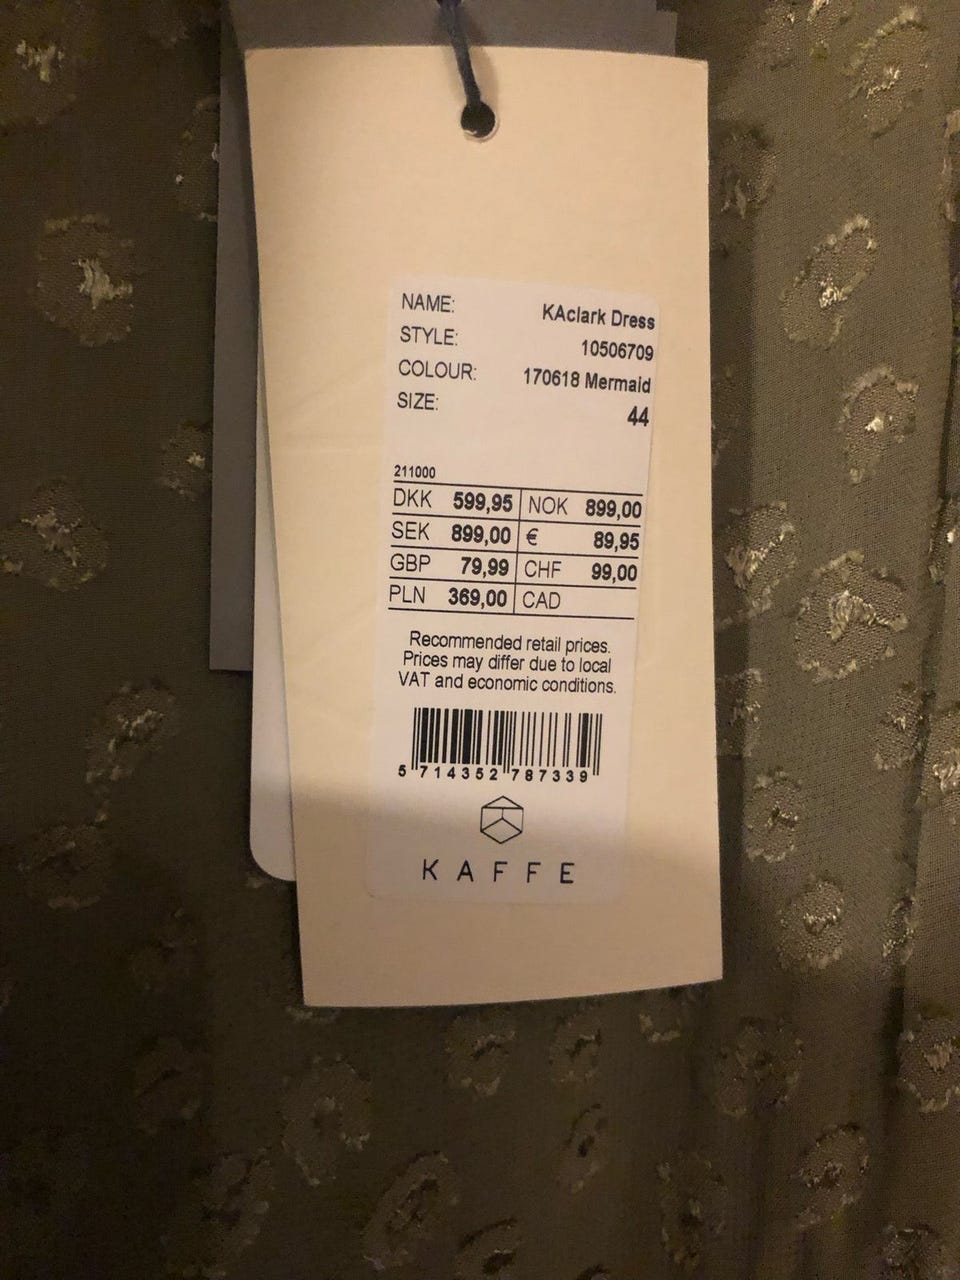 NAME: KAclark Dress
STYLE: 10506709
COLOUR: 170618 Mermaid
SIZE: 44
211000
DKK 599,95 NOK 899,00
SEK 899,00 € 89,95
GBP 79,99 CHF 99,00
PLN 369,00 CAD
Recommended retail prices.
Prices may differ due to local
VAT and economic conditions.
5 714352 787339
KAFFE